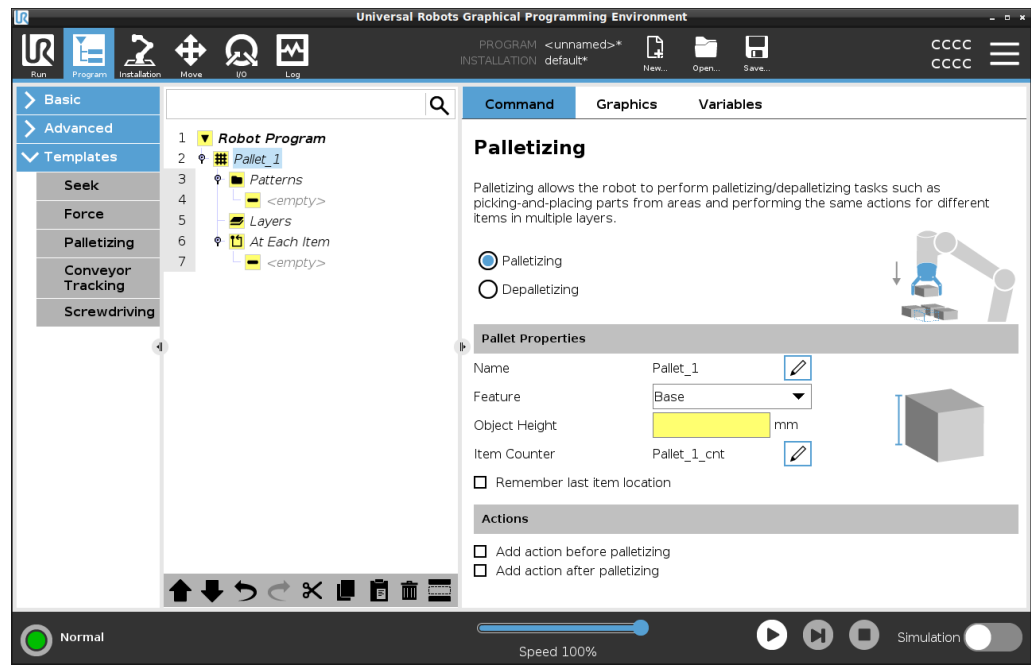 Universal Robots Graphical Programming Environment
UR
Run
Program
Installation
Move
I/O
Log
PROGRAM <unnamed>*
INSTALLATION default*
New...
Open...
Save...
CCCC
CCCC
Basic
Advanced
Templates
Seek
Force
Palletizing
Conveyor
Tracking
Screwdriving
1 Robot Program
2 Pallet_1
3 Patterns
4 <empty>
5 Layers
6 At Each Item
7 <empty>
Command Graphics Variables
Palletizing
Palletizing allows the robot to perform palletizing/depalletizing tasks such as
picking-and-placing parts from areas and performing the same actions for different
items in multiple layers.
Palletizing
Depalletizing
Pallet Properties
Name Pallet_1
Feature Base
Object Height mm
Item Counter Pallet_1_cnt
Remember last item location
Actions
Add action before palletizing
Add action after palletizing
Normal
Speed 100%
Simulation